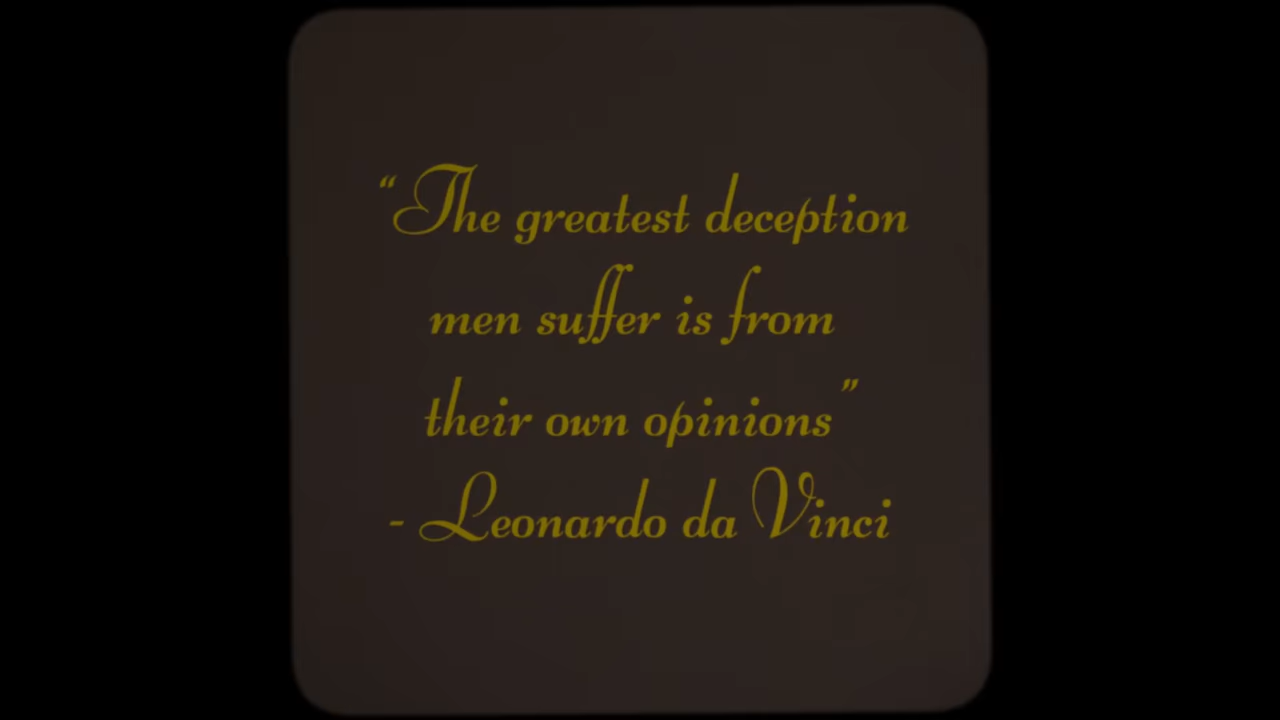 “The greatest deception
men suffer is from
their own opinions”
- Leonardo da Vinci